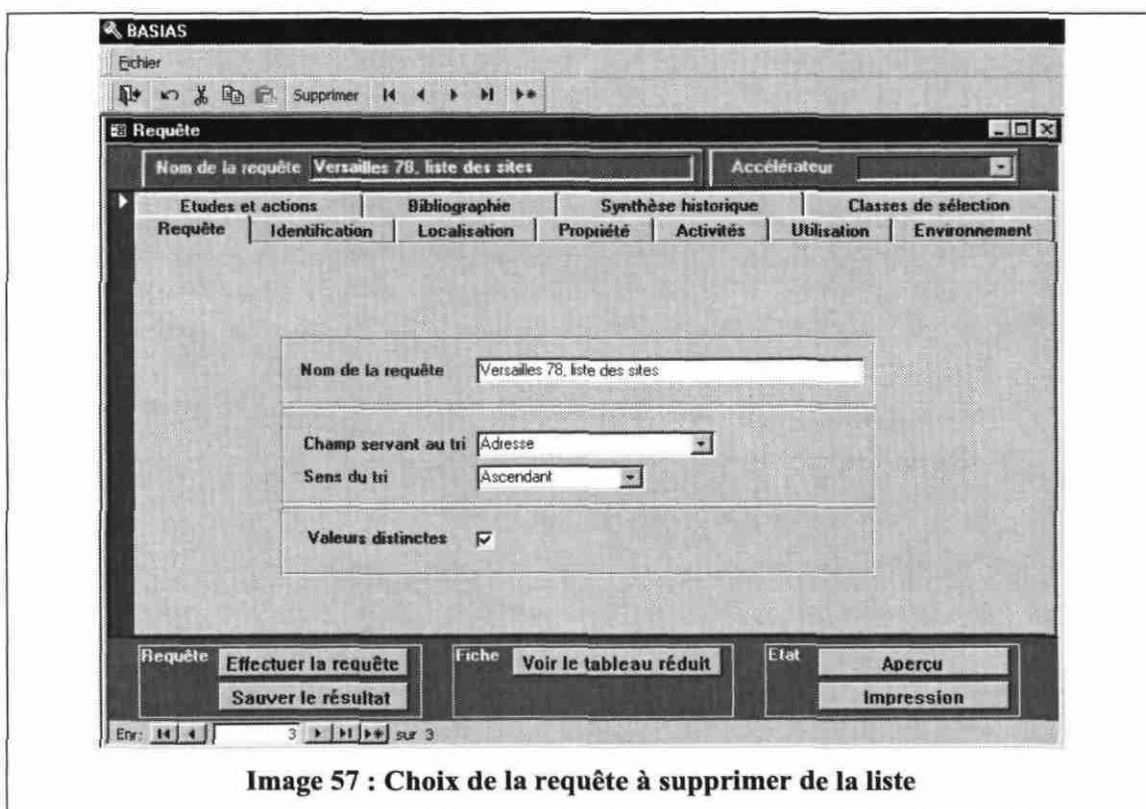 BASIAS
Fichier
Supprimer
Requête
Nom de la requête Versailles 78, liste des sites Accélérateur
Etudes et actions Bibliographie Synthèse historique Classes de sélection
Requête Identification Localisation Propriété Activités Utilisation Environnement
Nom de la requête Versailles 78, liste des sites
Champ servant au tri Adresse
Sens du tri Ascendant
Valeurs distinctes
Requête Effectuer la requête Fiche Voir le tableau réduit Etat Aperçu
Sauver le résultat Impression
Enr: 3 sur 3
Image 57 : Choix de la requête à supprimer de la liste